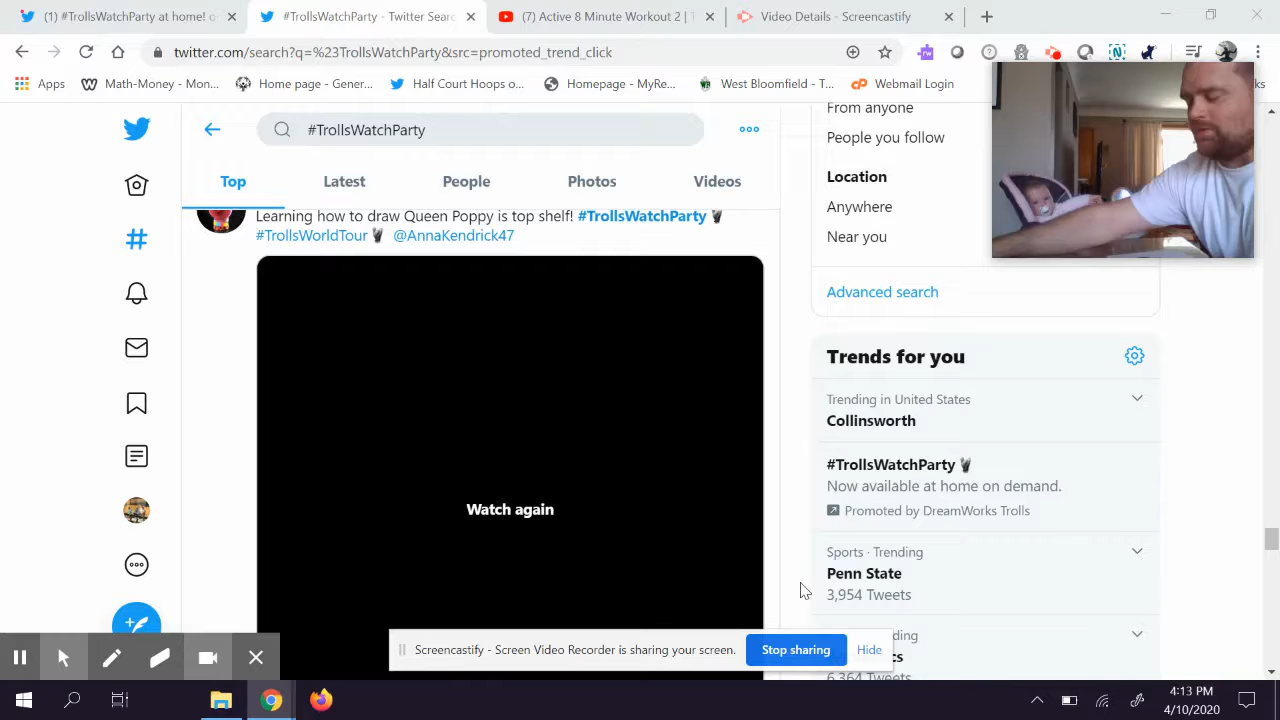 (1) #TrollsWatchParty at home! o
#TrollsWatchParty - Twitter Sear
(7) Active 8 Minute Workout 2 |
Video Details - Screencastify
twitter.com/search?q=%23TrollsWatchParty&src=promoted_trend_click
Apps
Math-Money - Mon...
Home page - Gener...
Half Court Hoops o...
Homepage - MyRe...
West Bloomfield - T...
Webmail Login
#TrollsWatchParty
Top
Latest
People
Photos
Videos
Learning how to draw Queen Poppy is top shelf! #TrollsWatchParty
#TrollsWorldTour @AnnaKendrick47
Watch again
From anyone
People you follow
Location
Anywhere
Near you
Advanced search
Trends for you
Trending in United States
Collinsworth
#TrollsWatchParty
Now available at home on demand.
Promoted by DreamWorks Trolls
Sports · Trending
Penn State
3,954 Tweets
6,364 Tweets
Screencastify - Screen Video Recorder is sharing your screen.
Stop sharing
Hide
4:13 PM
4/10/2020